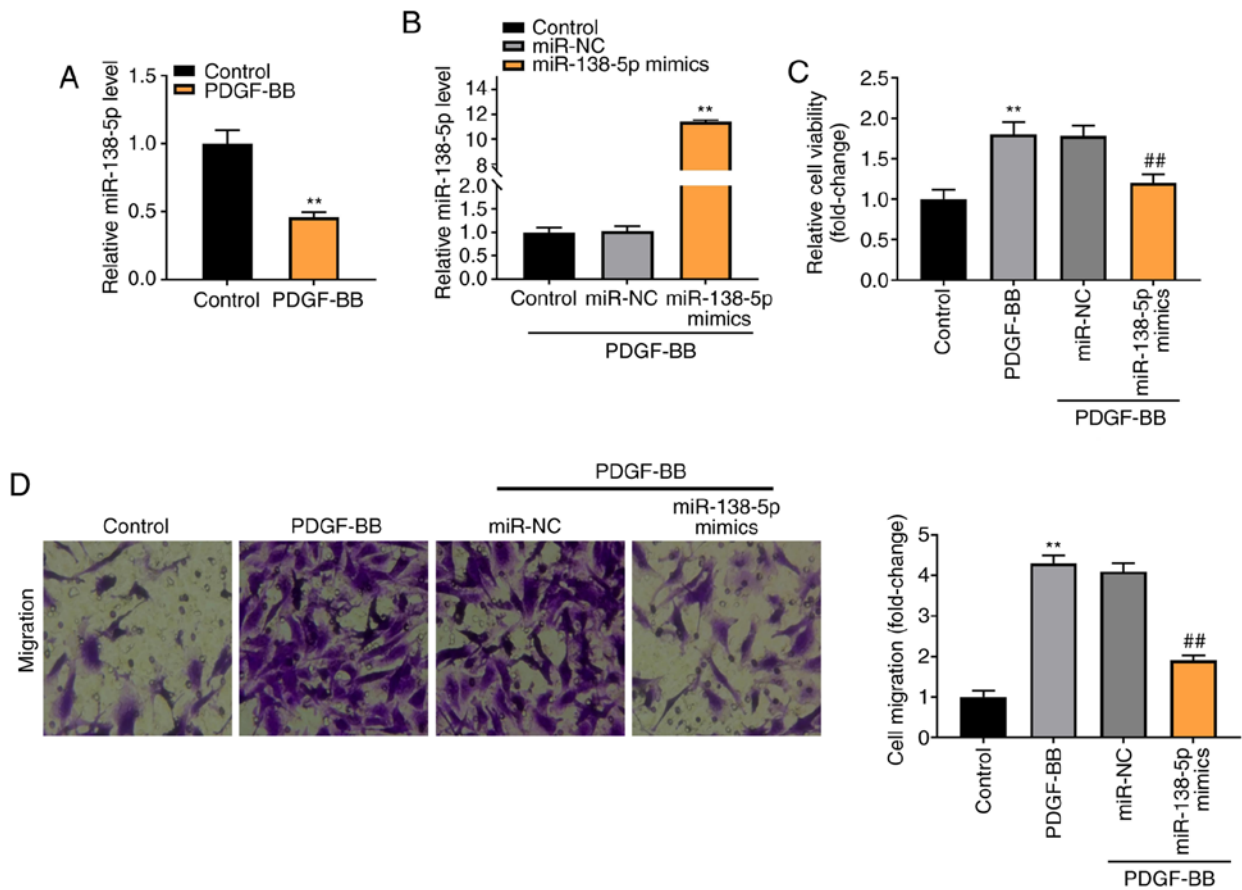 A
Relative miR-138-5p level
Control
PDGF-BB
1.5
1.0
0.5
0.0
**
Control
PDGF-BB
B
Relative miR-138-5p level
Control
miR-NC
miR-138-5p mimics
14
12
10
8
2.0
1.5
1.0
0.5
0.0
**
Control
miR-NC
miR-138-5p
mimics
PDGF-BB
C
Relative cell viability
(fold-change)
2.5
2.0
1.5
1.0
0.5
0.0
**
##
Control
PDGF-BB
miR-NC
miR-138-5p
mimics
PDGF-BB
D
PDGF-BB
Control
PDGF-BB
miR-NC
miR-138-5p
mimics
Migration
Cell migration (fold-change)
5
4
3
2
1
0
**
##
Control
PDGF-BB
miR-NC
miR-138-5p
mimics
PDGF-BB